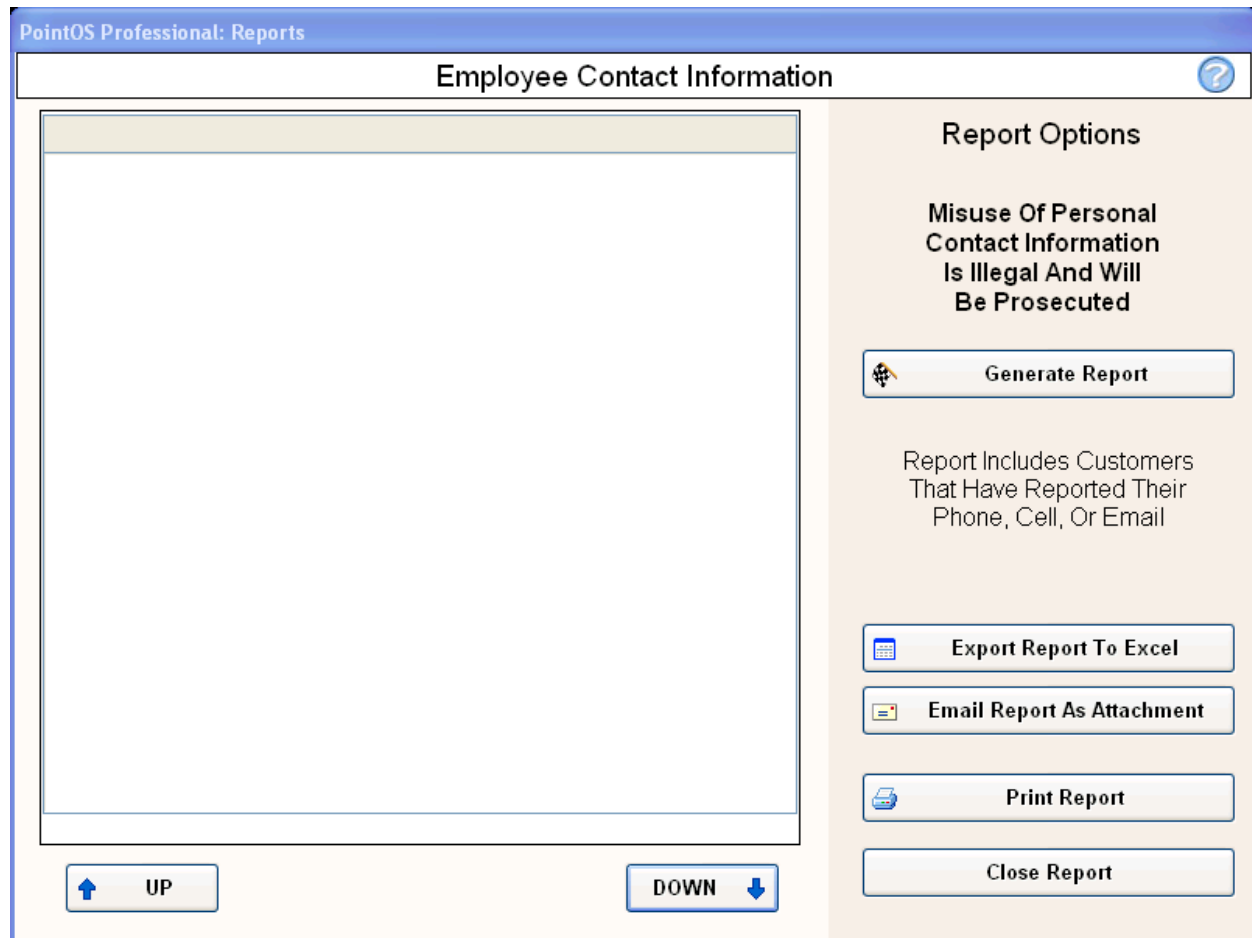 PointOS Professional: Reports
Employee Contact Information
Report Options
Misuse Of Personal
Contact Information
Is Illegal And Will
Be Prosecuted
Generate Report
Report Includes Customers
That Have Reported Their
Phone, Cell, Or Email
Export Report To Excel
Email Report As Attachment
Print Report
Close Report
UP
DOWN